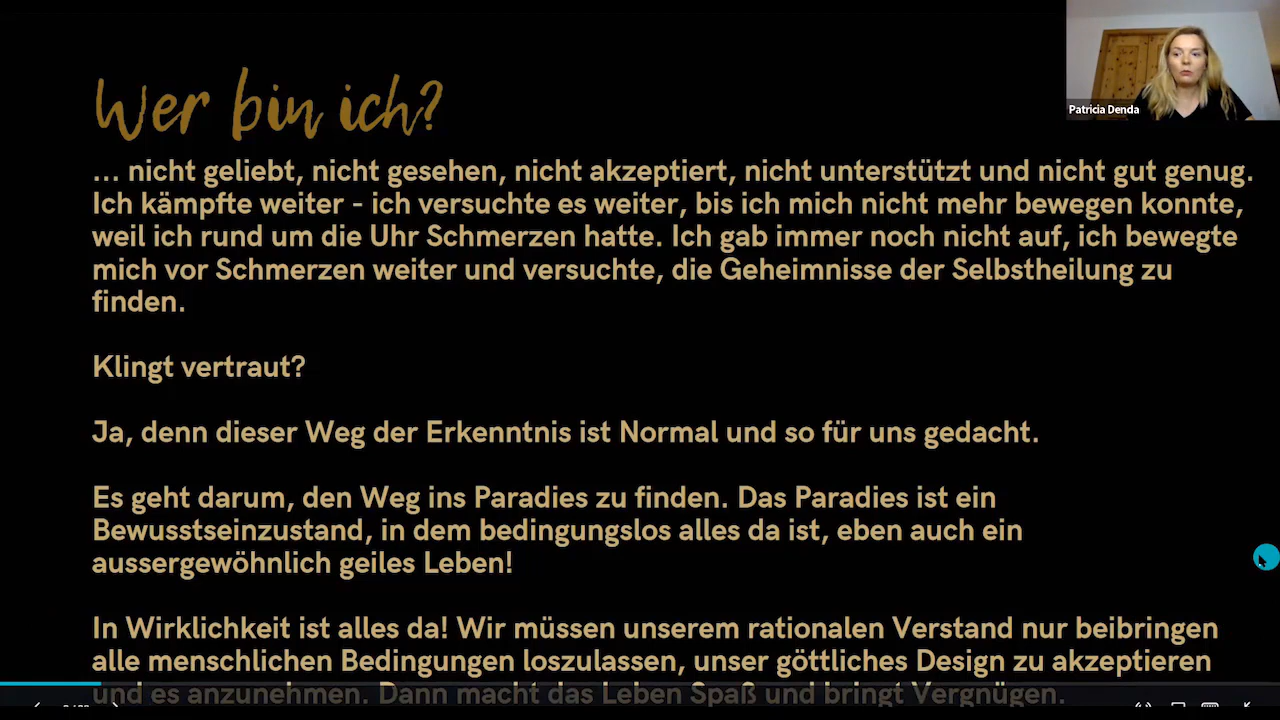 Wer bin ich?
Patricia Denda
... nicht geliebt, nicht gesehen, nicht akzeptiert, nicht unterstützt und nicht gut genug.
Ich kämpfte weiter - ich versuchte es weiter, bis ich mich nicht mehr bewegen konnte,
weil ich rund um die Uhr Schmerzen hatte. Ich gab immer noch nicht auf, ich bewegte
mich vor Schmerzen weiter und versuchte, die Geheimnisse der Selbstheilung zu
finden.
Klingt vertraut?
Ja, denn dieser Weg der Erkenntnis ist Normal und so für uns gedacht.
Es geht darum, den Weg ins Paradies zu finden. Das Paradies ist ein
Bewusstseinzustand, in dem bedingungslos alles da ist, eben auch ein
aussergewöhnlich geiles Leben!
In Wirklichkeit ist alles da! Wir müssen unserem rationalen Verstand nur beibringen
alle menschlichen Bedingungen loszulassen, unser göttliches Design zu akzeptieren
und es anzunehmen. Dann macht das Leben Spaß und bringt Vergnügen.